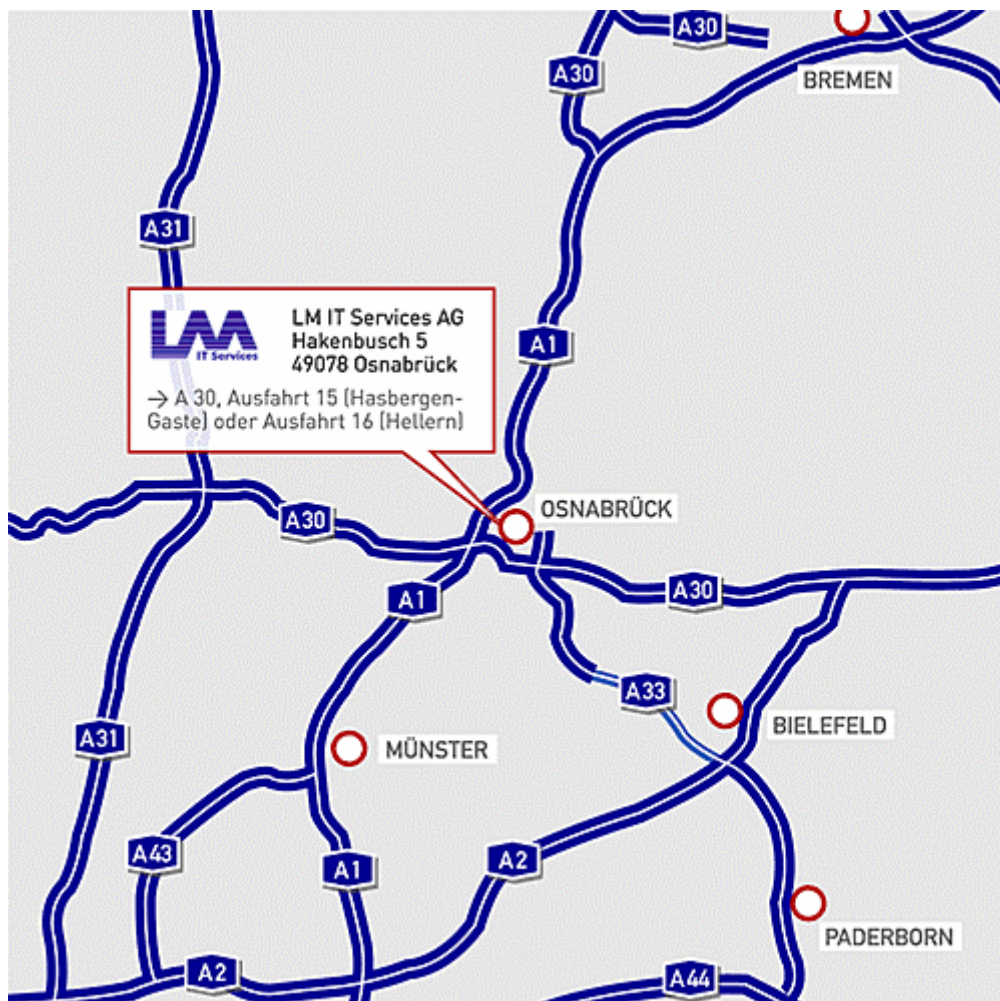 A30
A30
BREMEN
A31
LM
IT Services
LM IT Services AG
Hakenbusch 5
49078 Osnabrück
→ A 30, Ausfahrt 15 (Hasbergen-
Gaste) oder Ausfahrt 16 (Hellern)
A1
OSNABRÜCK
A30
A1
A30
A33
BIELEFELD
A31
MÜNSTER
A43
A1
A2
PADERBORN
A2
A44